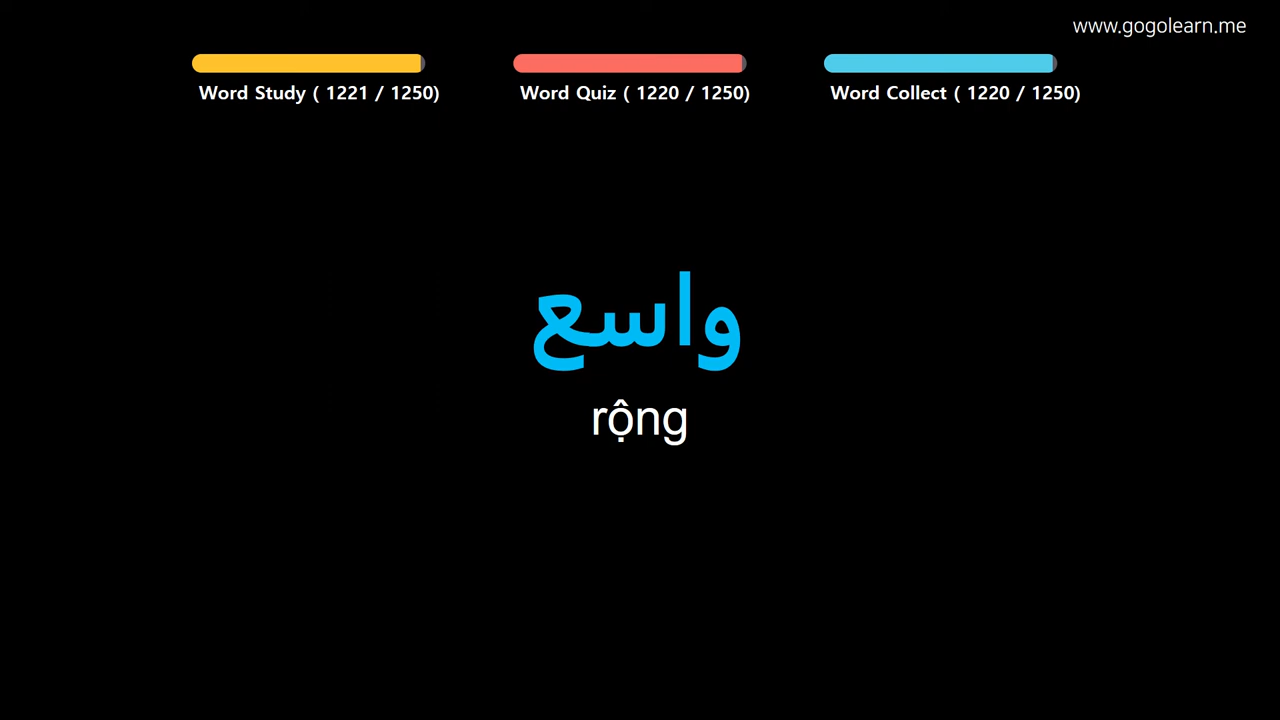 www.gogolearn.me
Word Study ( 1221 / 1250)
Word Quiz ( 1220 / 1250)
Word Collect ( 1220 / 1250)
واسع
rộng